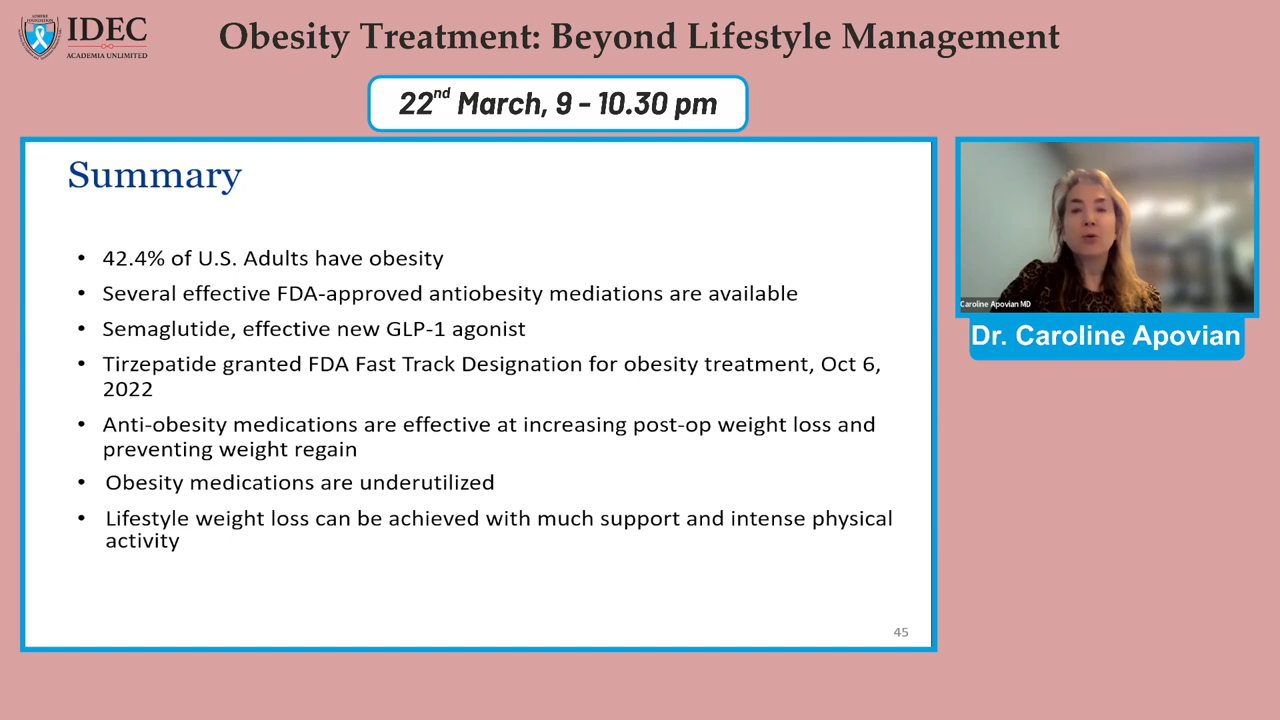 IDEC
ACADEMIA UNLIMITED
Obesity Treatment: Beyond Lifestyle Management
22nd March, 9 - 10.30 pm
Summary
• 42.4% of U.S. Adults have obesity
• Several effective FDA-approved antiobesity mediations are available
• Semaglutide, effective new GLP-1 agonist
• Tirzepatide granted FDA Fast Track Designation for obesity treatment, Oct 6,
2022
• Anti-obesity medications are effective at increasing post-op weight loss and
preventing weight regain
• Obesity medications are underutilized
• Lifestyle weight loss can be achieved with much support and intense physical
activity
45
Caroline Apovian MD
Dr. Caroline Apovian